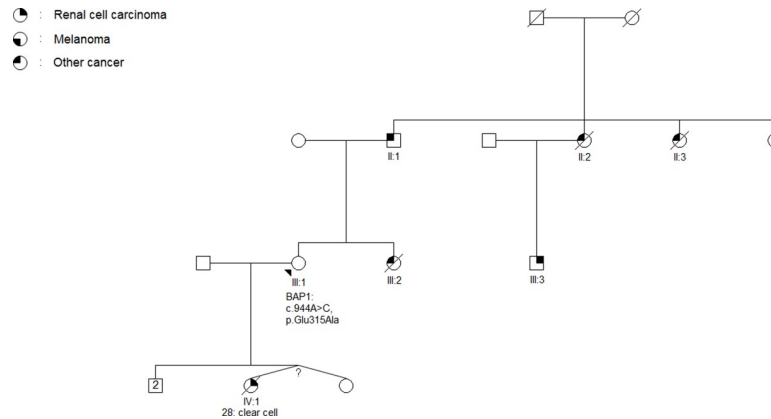 : Renal cell carcinoma
: Melanoma
: Other cancer
II:1
II:2
II:3
III:1
III:2
III:3
BAP1:
c.944A>C,
p.Glu315Ala
?
2
IV:1
28: clear cell